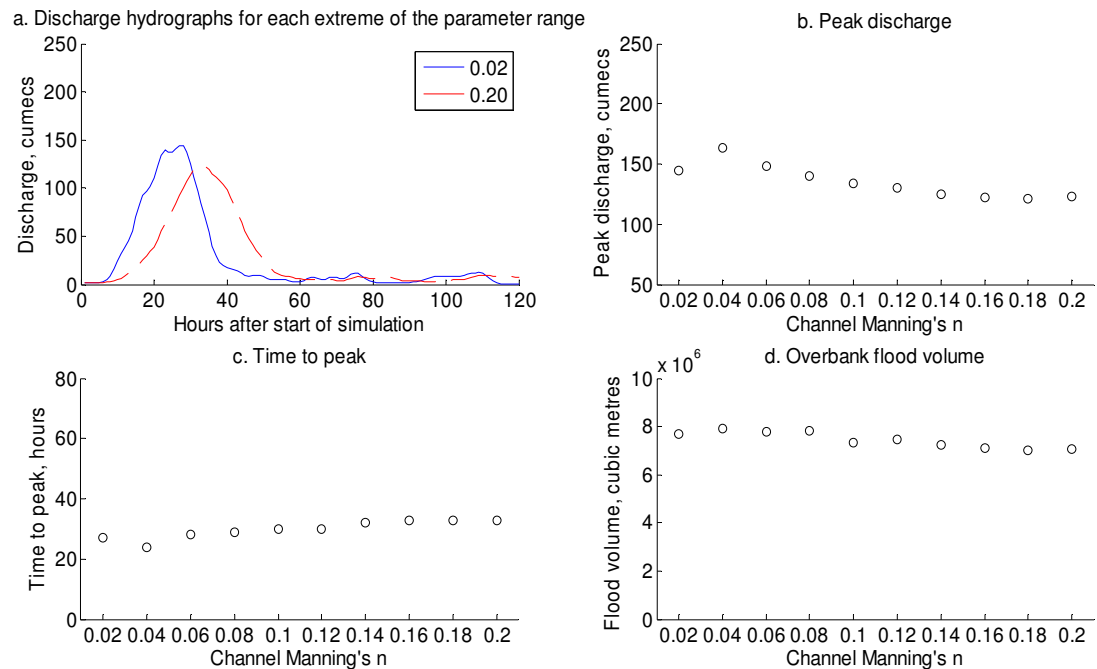 a. Discharge hydrographs for each extreme of the parameter range
250
200
150
100
50
0
Discharge, cumecs
0.02
0.20
0 20 40 60 80 100 120
Hours after start of simulation
b. Peak discharge
250
200
150
100
50
Peak discharge, cumecs
0.02 0.04 0.06 0.08 0.1 0.12 0.14 0.16 0.18 0.2
Channel Manning's n
c. Time to peak
80
60
40
20
0
Time to peak, hours
0.02 0.04 0.06 0.08 0.1 0.12 0.14 0.16 0.18 0.2
Channel Manning's n
d. Overbank flood volume
x 10^6
10
8
6
4
2
0
Flood volume, cubic metres
0.02 0.04 0.06 0.08 0.1 0.12 0.14 0.16 0.18 0.2
Channel Manning's n